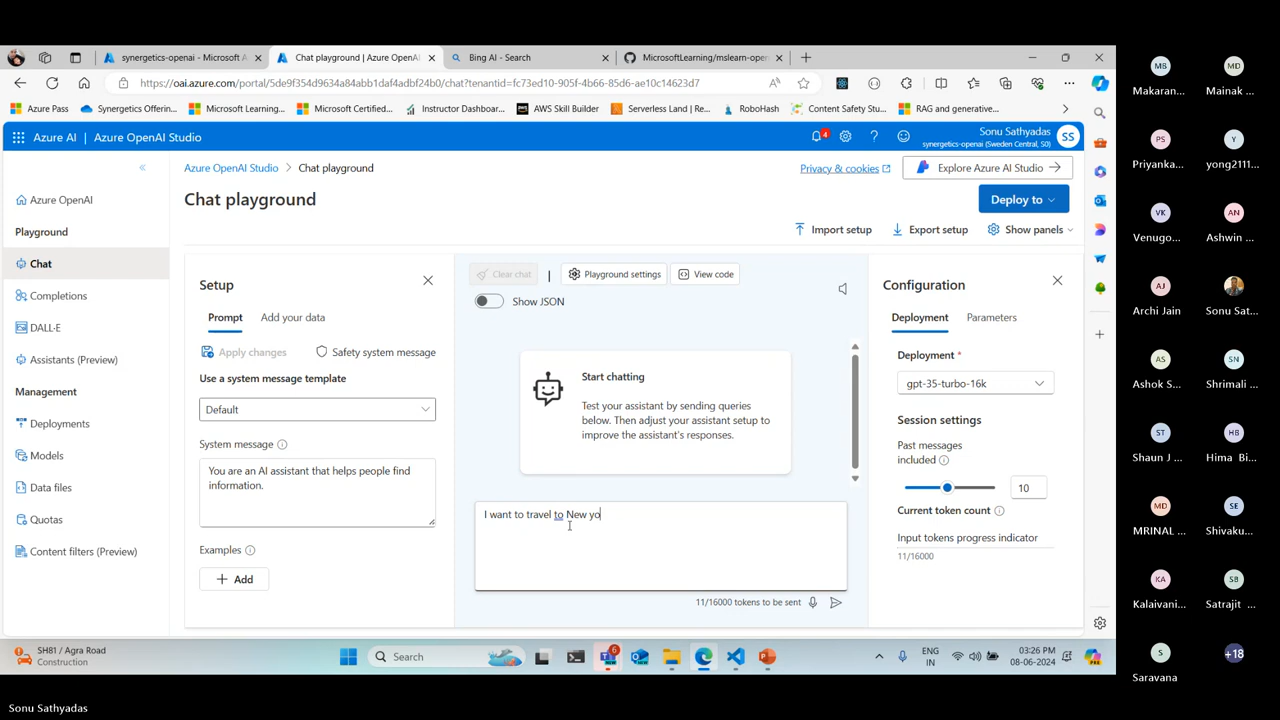 synergetics-openai - Microsoft A
Chat playground | Azure OpenAI
Bing AI - Search
MicrosoftLearning/mslearn-open
https://oai.azure.com/portal/5de9f354d9634a84abb1daf4adbf24b0/chat?tenantid=fc73ed10-905f-4b66-85d6-ae10c14623d7
Azure Pass
Synergetics Offerin...
Microsoft Learning...
Microsoft Certified...
Instructor Dashboar...
AWS Skill Builder
Serverless Land | Re...
RoboHash
Content Safety Stu...
RAG and generative...
Azure AI | Azure OpenAI Studio
4
Sonu Sathyadas
synergetics-openai (Sweden Central, S0)
SS
Azure OpenAI Studio > Chat playground
Privacy & cookies
Explore Azure AI Studio
Chat playground
Deploy to
Import setup
Export setup
Show panels
Azure OpenAI
Playground
Chat
Completions
DALL·E
Assistants (Preview)
Management
Deployments
Models
Data files
Quotas
Content filters (Preview)
Setup
Prompt
Add your data
Apply changes
Safety system message
Use a system message template
Default
System message
You are an AI assistant that helps people find
information.
Examples
+ Add
Clear chat
Playground settings
View code
Show JSON
Start chatting
Test your assistant by sending queries
below. Then adjust your assistant setup to
improve the assistant's responses.
I want to travel to New yo
11/16000 tokens to be sent
Configuration
Deployment
Parameters
Deployment *
gpt-35-turbo-16k
Session settings
Past messages
included
10
Current token count
Input tokens progress indicator
11/16000
SH81 / Agra Road
Construction
Search
6
ENG
IN
03:26 PM
08-06-2024
MB
Makaran...
MD
Mainak ...
PS
Priyanka...
Y
yong2111...
VK
Venugo...
AN
Ashwin ...
AJ
Archi Jain
Sonu Sat...
AS
Ashok S...
SN
Shrimali ...
ST
Shaun J ...
HB
Hima Bi...
MD
MRINAL ...
SE
Shivaku...
KA
Kalaivani...
SB
Satrajit ...
S
Saravana
+18
Sonu Sathyadas